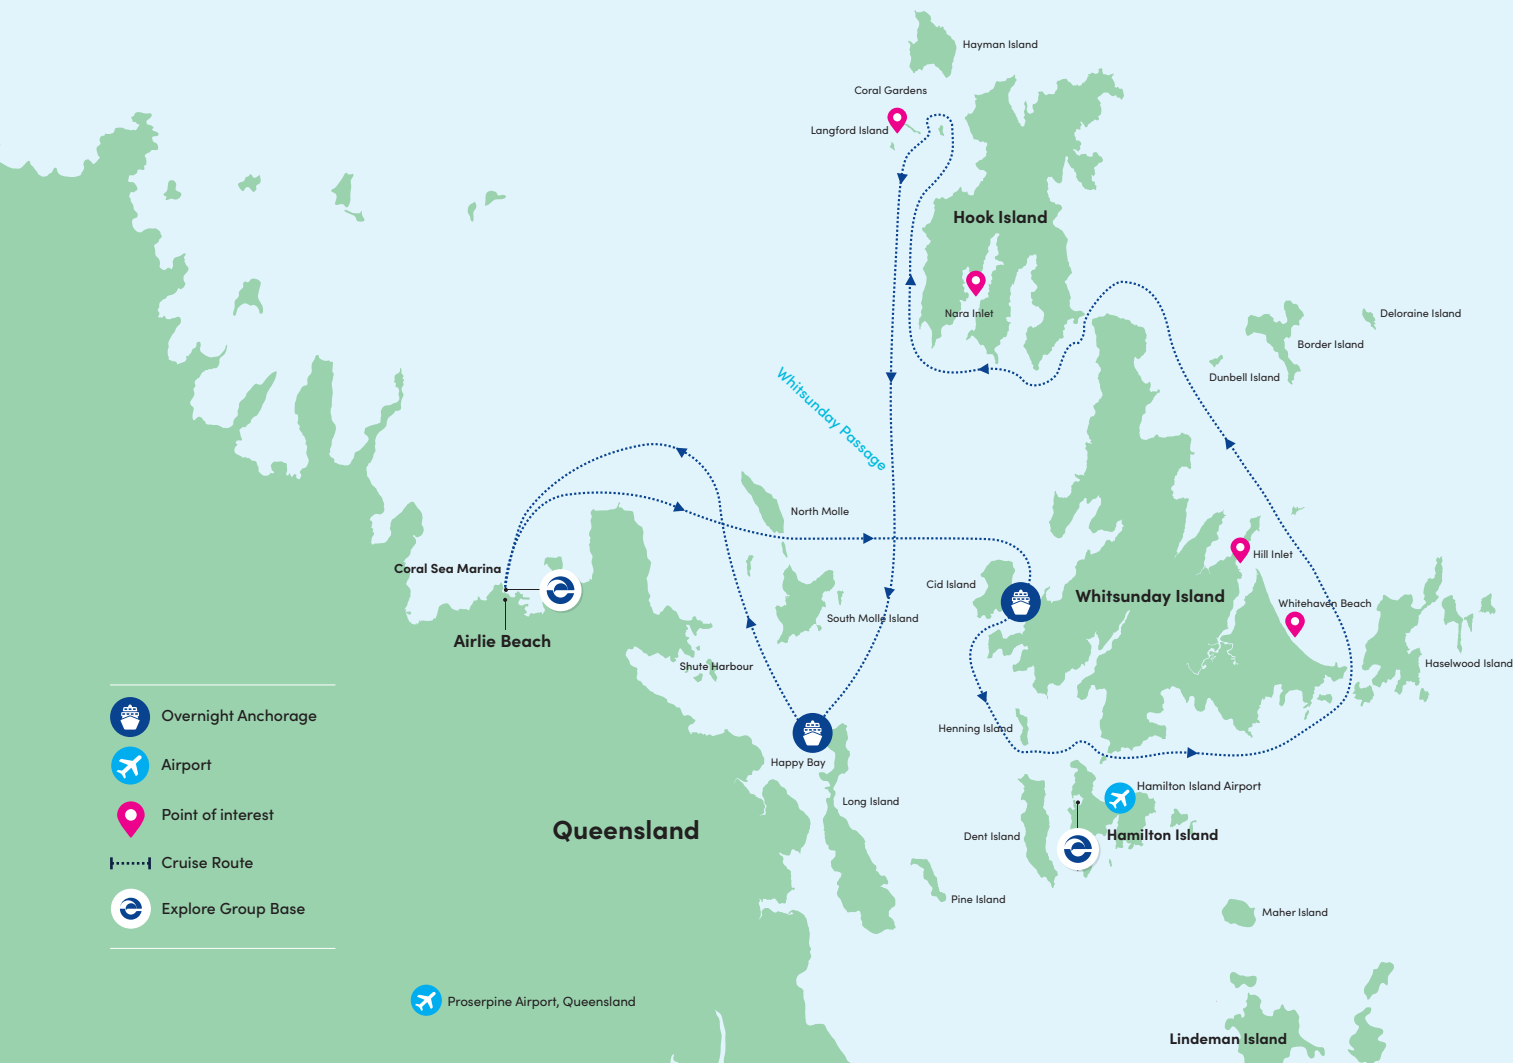 Hayman Island
Coral Gardens
Langford Island
Hook Island
Nara Inlet
Deloraine Island
Border Island
Dunbell Island
Whitsunday Passage
North Molle
Coral Sea Marina
Airlie Beach
Cid Island
Hill Inlet
Whitsunday Island
Whitehaven Beach
South Molle Island
Shute Harbour
Haselwood Island
Henning Island
Happy Bay
Long Island
Hamilton Island Airport
Dent Island
Hamilton Island
Queensland
Pine Island
Maher Island
Lindeman Island
Overnight Anchorage
Airport
Point of interest
Cruise Route
Explore Group Base
Proserpine Airport, Queensland